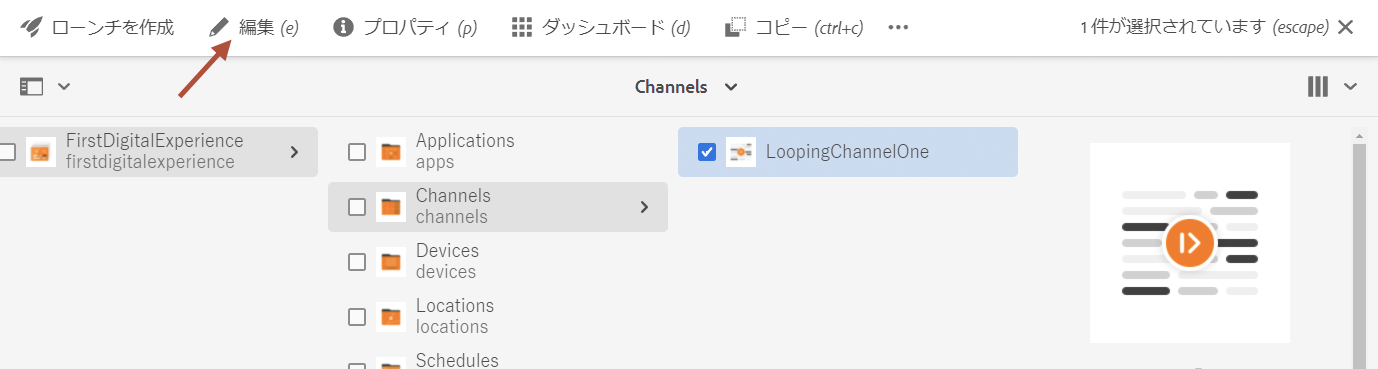 ローンチを作成 編集 (e) プロパティ (p) ダッシュボード (d) コピー (ctrl+c) 1 件が選択されています (escape)
Channels
FirstDigitalExperience
firstdigitalexperience
Applications
apps
Channels
channels
Devices
devices
Locations
locations
Schedules
LoopingChannelOne